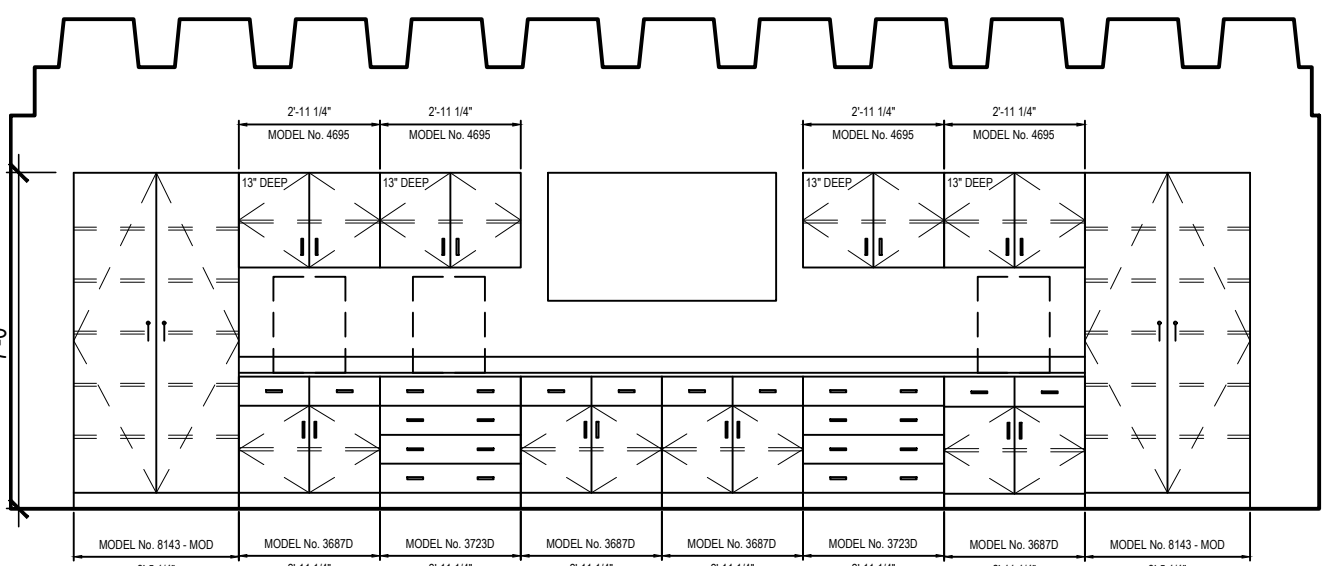 2'-11 1/4" 2'-11 1/4" 2'-11 1/4" 2'-11 1/4"
MODEL No. 4695 MODEL No. 4695 MODEL No. 4695 MODEL No. 4695
13" DEEP 13" DEEP 13" DEEP 13" DEEP
MODEL No. 8143 - MOD MODEL No. 3687D MODEL No. 3723D MODEL No. 3687D MODEL No. 3687D MODEL No. 3723D MODEL No. 3687D MODEL No. 8143 - MOD